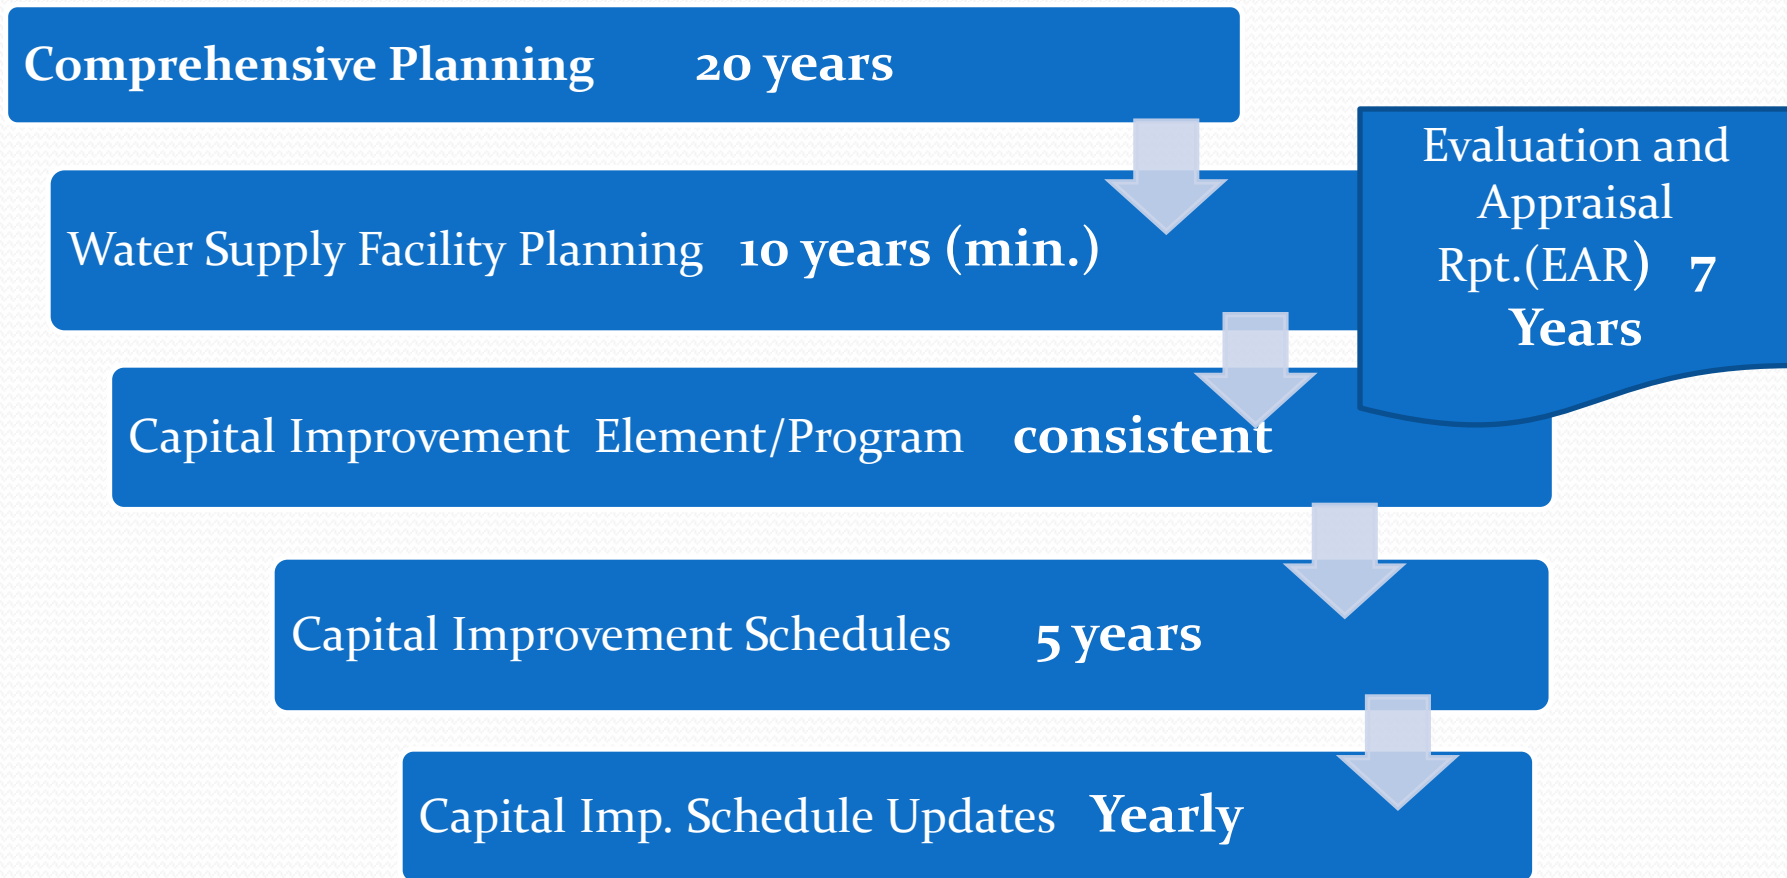 Comprehensive Planning 20 years
Evaluation and
Appraisal
Rpt.(EAR) 7
Years
Water Supply Facility Planning 10 years (min.)
Capital Improvement Element/Program consistent
Capital Improvement Schedules 5 years
Capital Imp. Schedule Updates Yearly